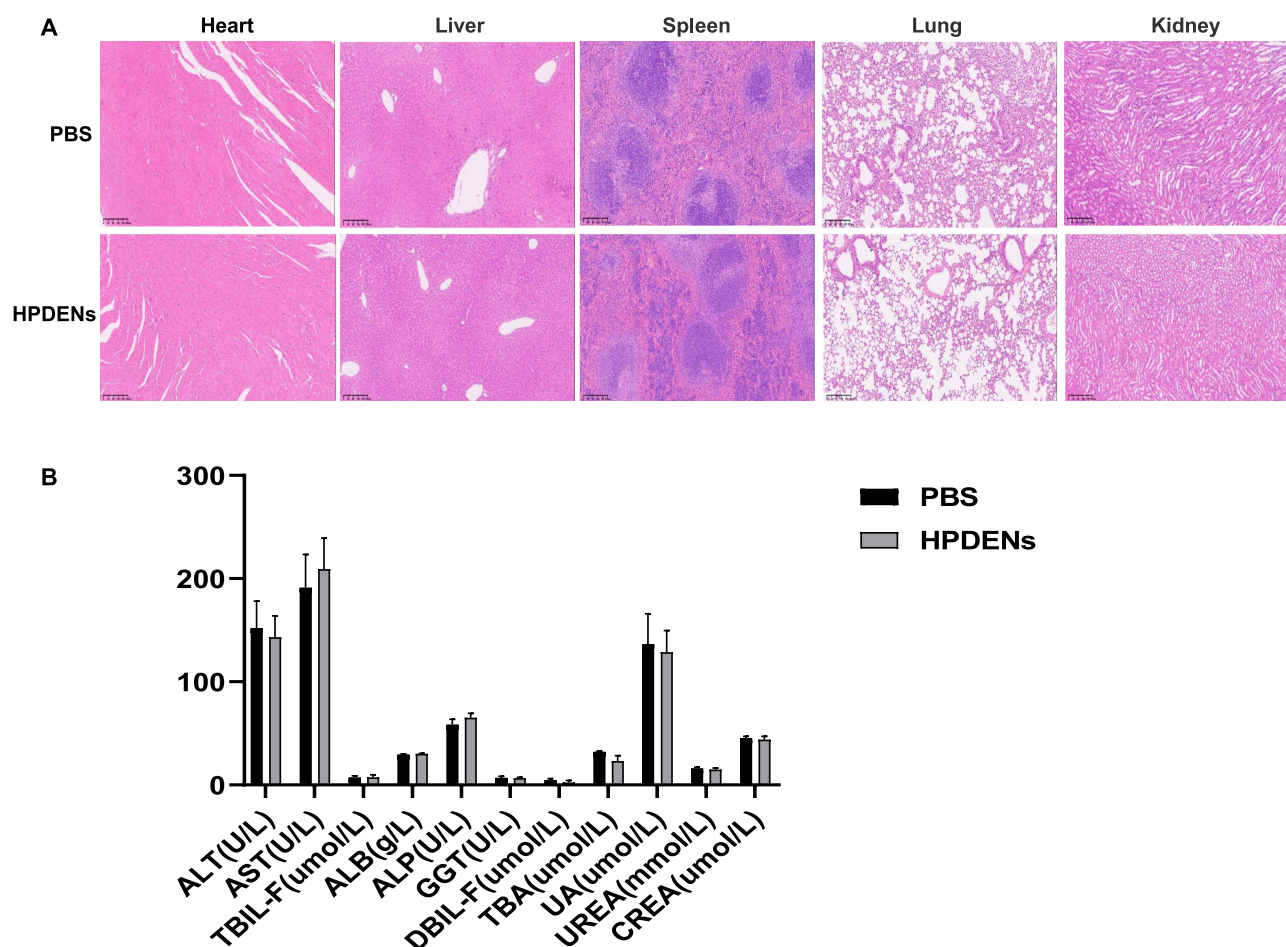 A
Heart
Liver
Spleen
Lung
Kidney
PBS
HPDENs
B
300
200
100
0
PBS
HPDENs
ALT(U/L)
AST(U/L)
TBIL-F(umol/L)
ALB(g/L)
ALP(U/L)
GGT(U/L)
DBIL-F(umol/L)
TBA(umol/L)
UA(umol/L)
UREA(mmol/L)
CREA(umol/L)